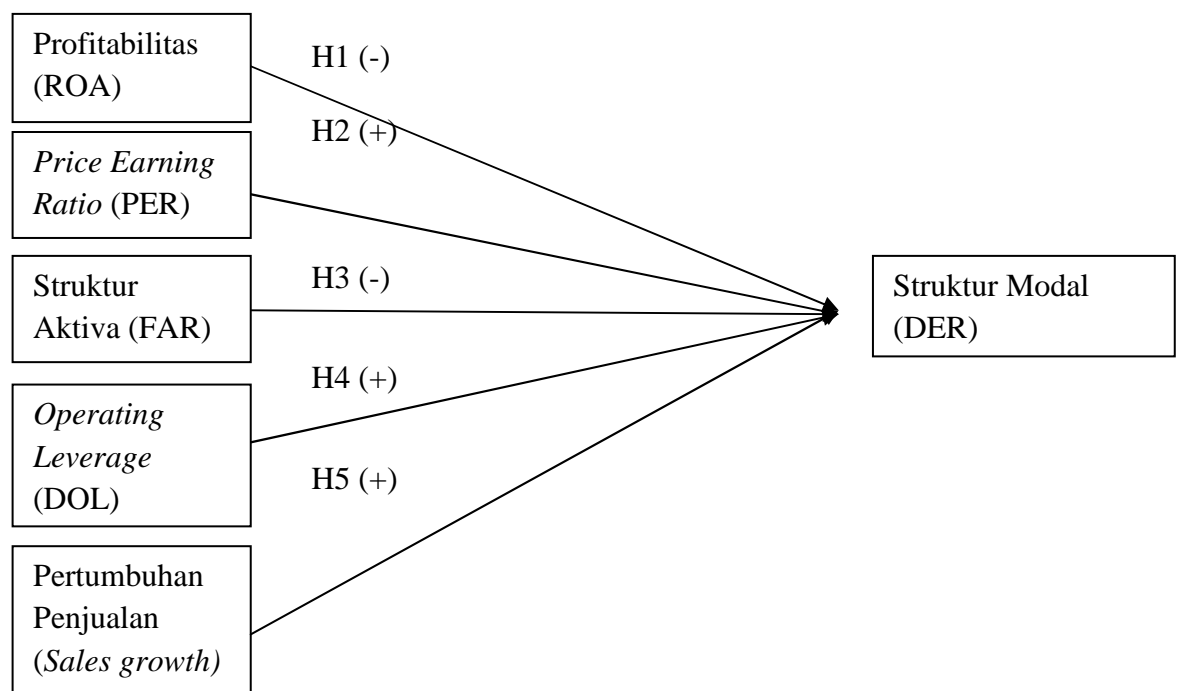 Profitabilitas
(ROA)
H1 (-)
H2 (+)
Price Earning
Ratio (PER)
Struktur
Aktiva (FAR)
H3 (-)
Struktur Modal
(DER)
H4 (+)
Operating
Leverage
(DOL)
H5 (+)
Pertumbuhan
Penjualan
(Sales growth)